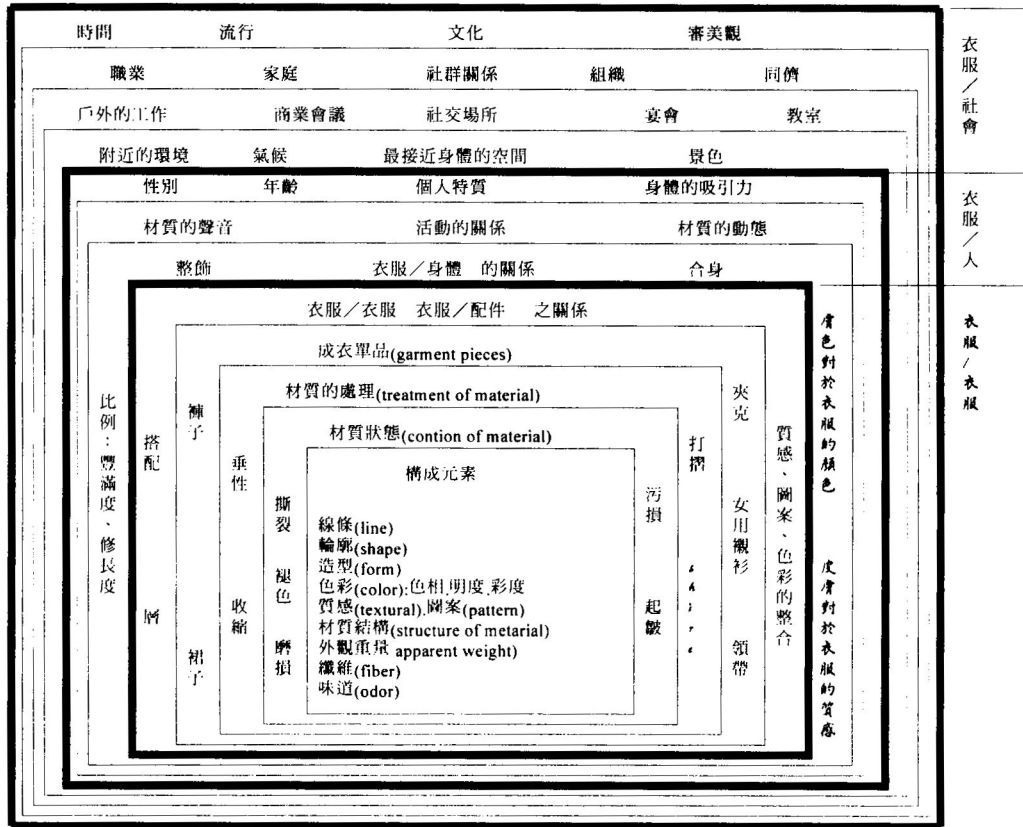 時間 流行 文化 審美觀
職業 家庭 社群關係 組織 同儕
戶外的工作 商業會議 社交場所 宴會 教室
附近的環境 氣候 最接近身體的空間 景色
性別 年齡 個人特質 身體的吸引力
材質的聲音 活動的關係 材質的動態
整飾 衣服／身體 的關係 合身
衣服／衣服 衣服／配件 之關係
成衣單品(garment pieces)
材質的處理(treatment of material)
材質狀態(contion of material)
構成元素
線條(line)
輪廓(shape)
造型(form)
色彩(color):色相,明度,彩度
質感(textural).圖案(pattern)
材質結構(structure of metarial)
外觀重量 apparent weight)
纖維(fiber)
味道(odor)
比例：豐滿度、修長度
搭配
層
褲子
裙子
垂性
收縮
撕裂
褪色
磨損
污損
起皺
打摺
夾克
女用襯衫
領帶
質感、圖案、色彩的整合
膚色對於衣服的顏色
皮膚對於衣服的質感
衣服／社會
衣服／人
衣服／衣服